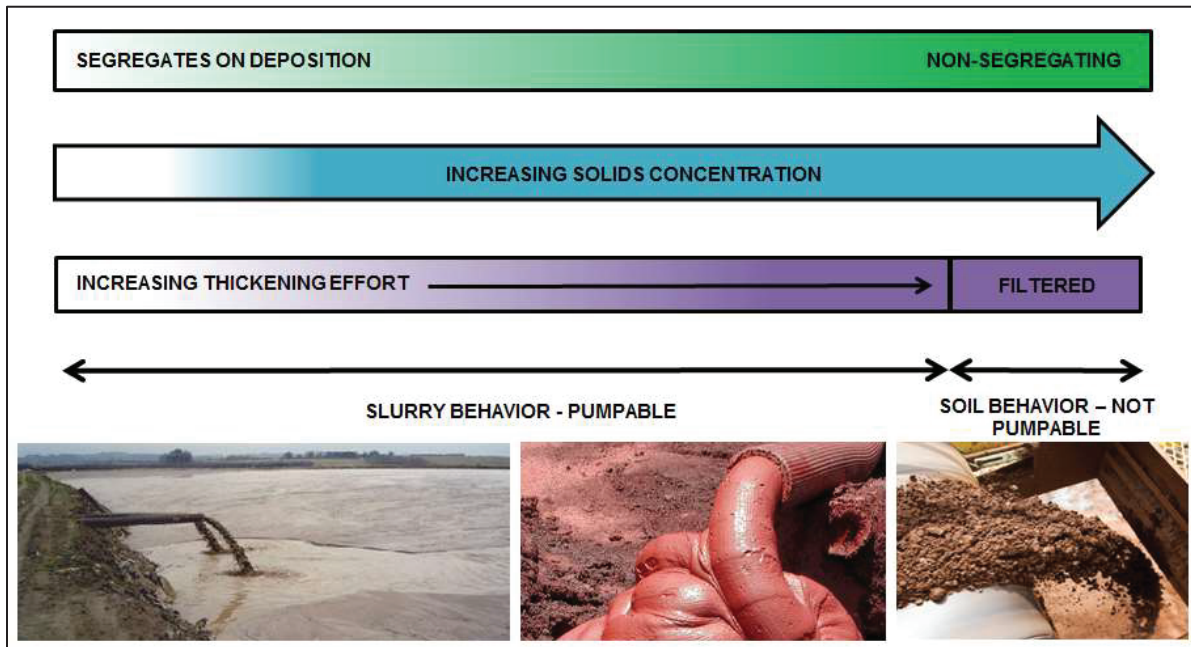 SEGREGATES ON DEPOSITION
NON-SEGREGATING
INCREASING SOLIDS CONCENTRATION
INCREASING THICKENING EFFORT
FILTERED
SLURRY BEHAVIOR - PUMPABLE
SOIL BEHAVIOR – NOT
PUMPABLE